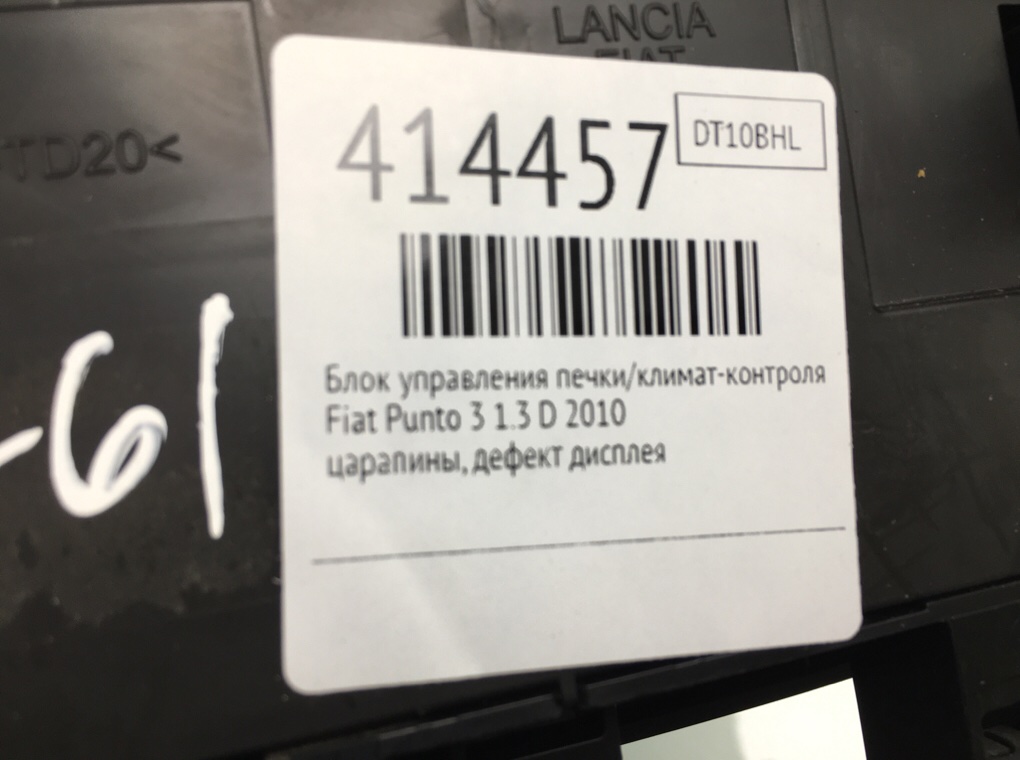 LANCIA
FIAT
TD20<
414457
DT10BHL
-61
Блок управления печки/климат-контроля
Fiat Punto 3 1.3 D 2010
царапины, дефект дисплея